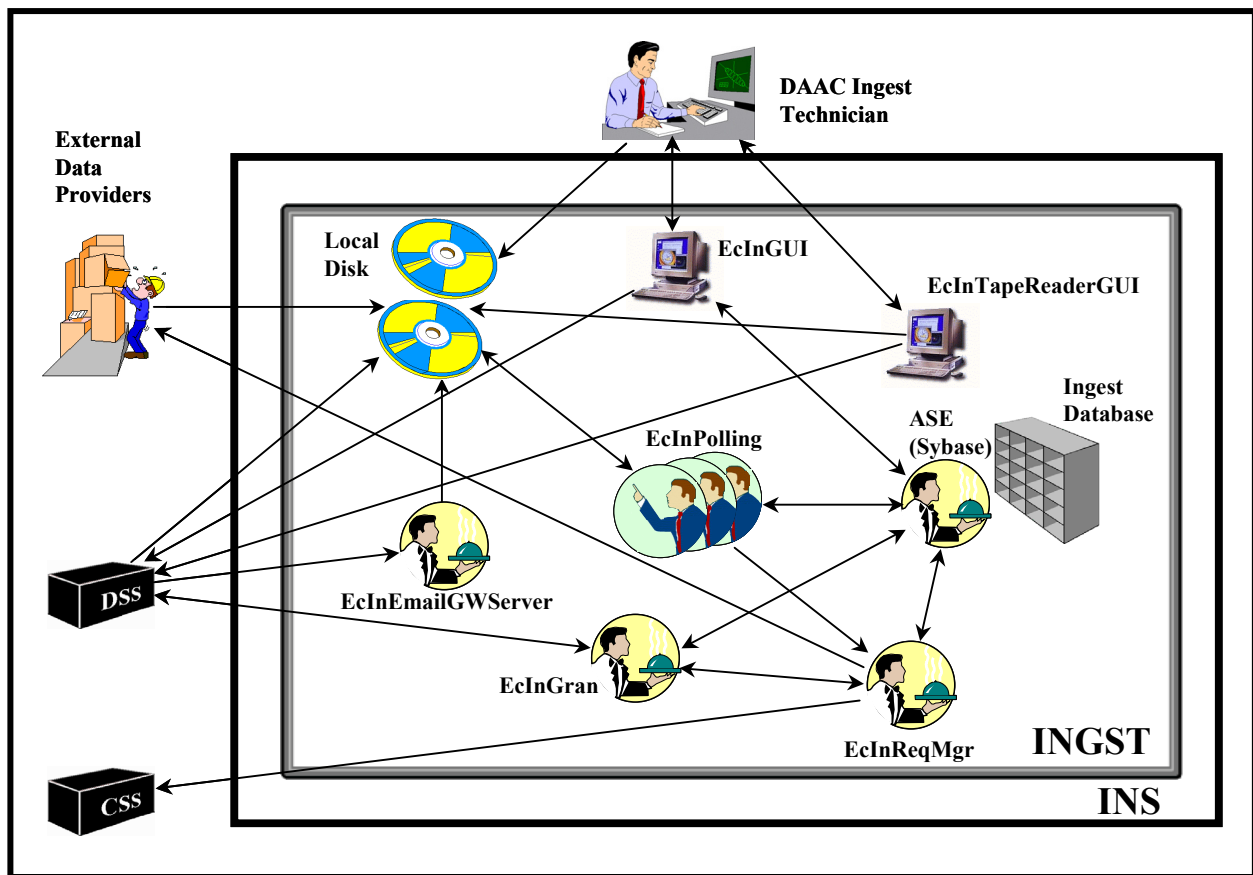 DAAC Ingest
Technician
External
Data
Providers
Local
Disk
EcInGUI
EcInTapeReaderGUI
Ingest
Database
ASE
(Sybase)
EcInPolling
DSS
EcInEmailGWServer
EcInGran
EcInReqMgr
INGST
CSS
INS